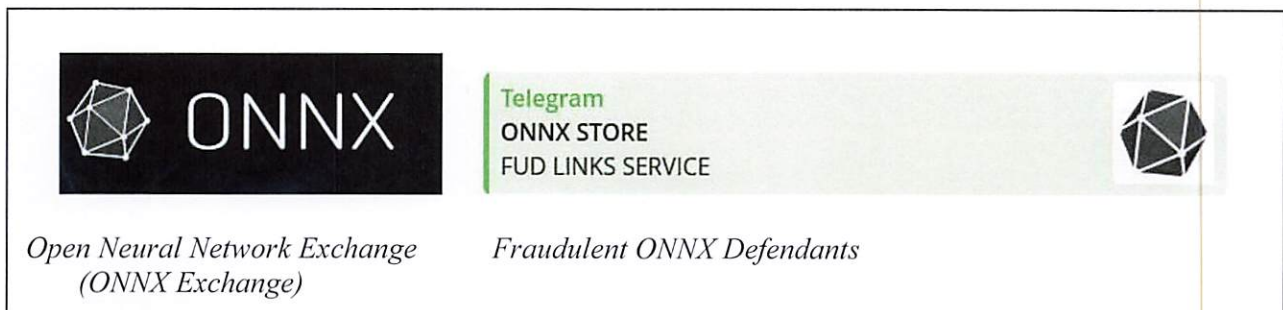 ONNX
Telegram
ONNX STORE
FUD LINKS SERVICE
Open Neural Network Exchange
(ONNX Exchange)
Fraudulent ONNX Defendants